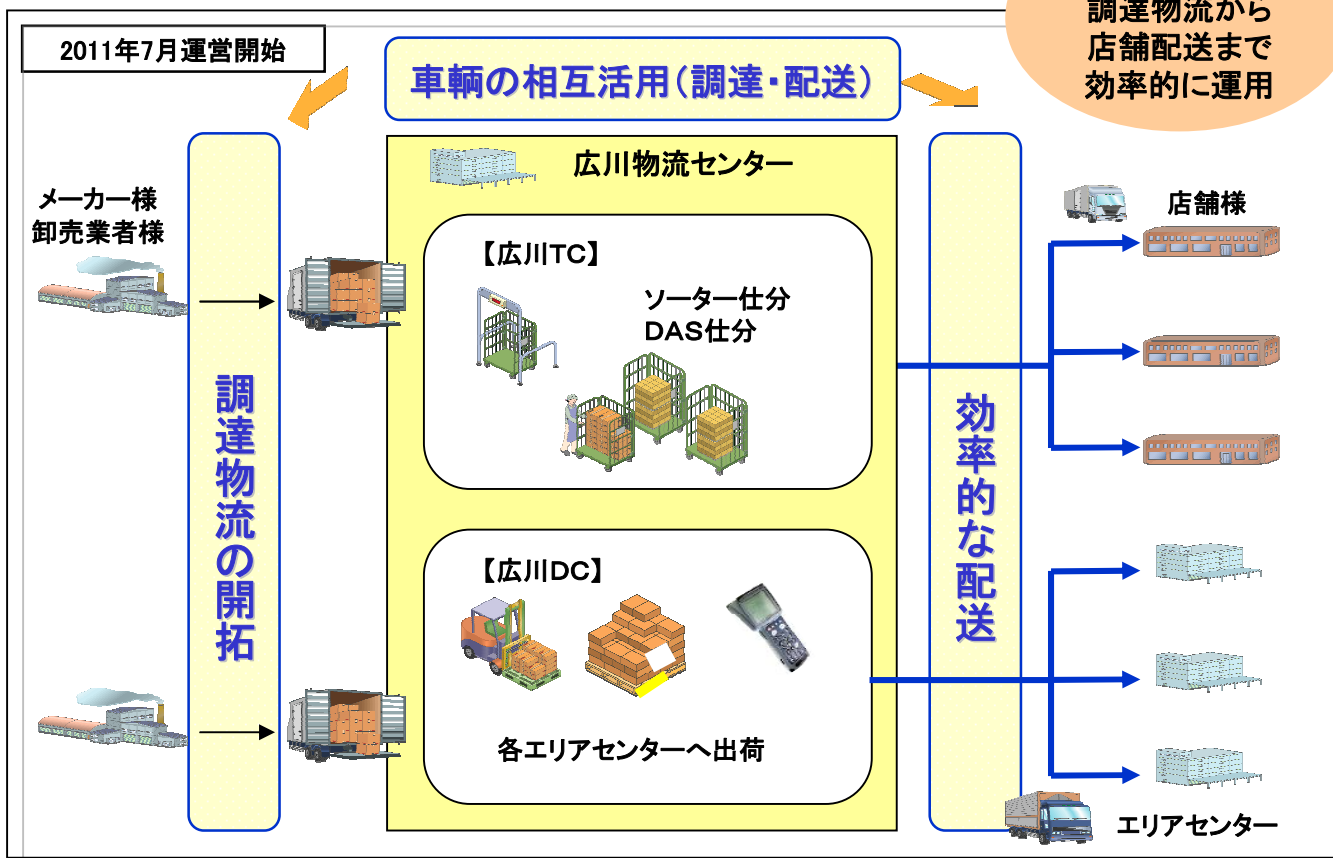 調達物流から
店舗配送まで
効率的に運用
2011年7月運営開始
車輌の相互活用(調達・配送)
広川物流センター
メーカー様
卸売業者様
店舗様
【広川TC】
ソーター仕分
DAS仕分
調達物流の開拓
効率的な配送
【広川DC】
各エリアセンターへ出荷
エリアセンター